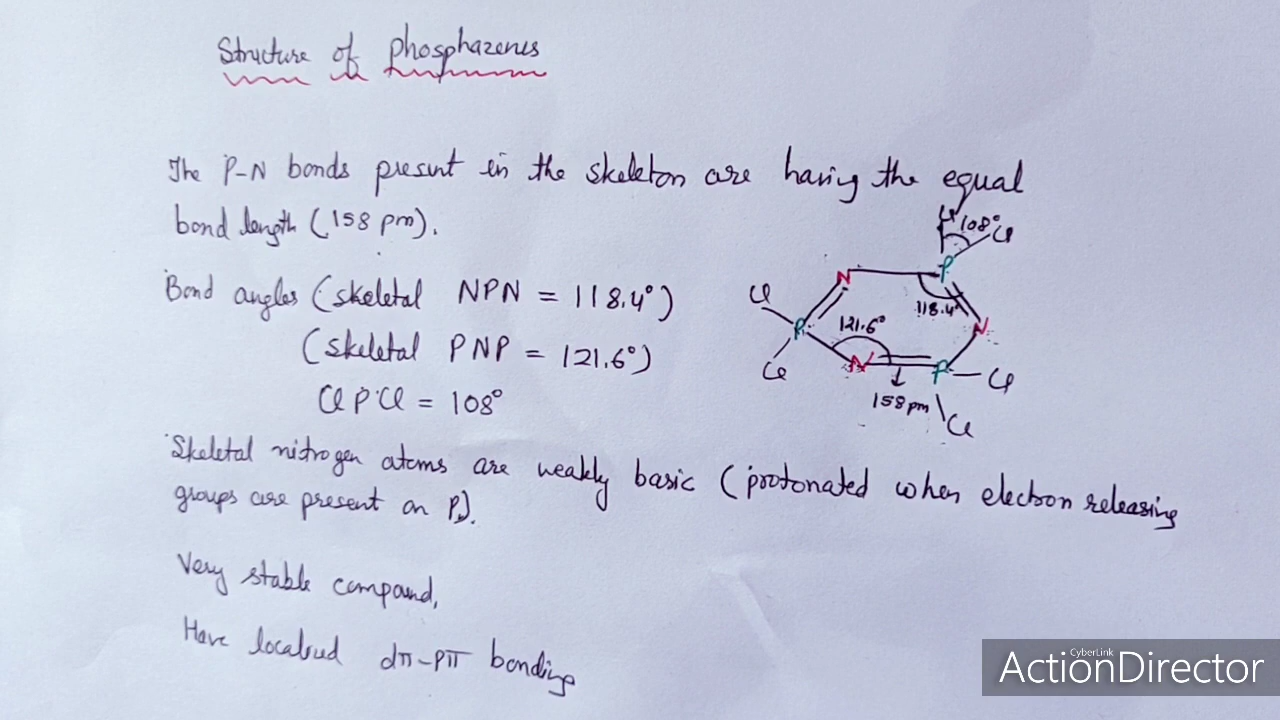 Structure of phosphazenes
The P-N bonds present in the skeleton are having the equal
bond length (158 pm).
Bond angles (skeletal NPN = 118.4°)
(skeletal PNP = 121.6°)
Cl P Cl = 108°
Cl
108°
Cl
N
P
118.4°
Cl
P
121.6°
N
Cl
N
P
Cl
158 pm
Cl
Skeletal nitrogen atoms are weakly basic (protonated when electron releasing
groups are present on P).
Very stable compound,
Have localised dπ-pπ bonding
CyberLink
ActionDirector